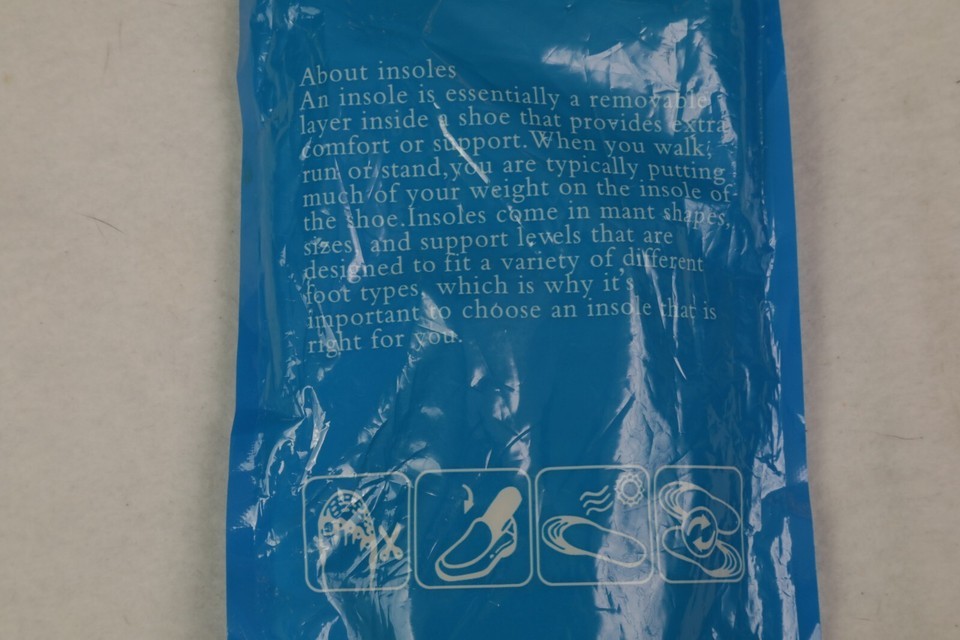 About insoles
An insole is essentially a removable
layer inside a shoe that provides extra
comfort or support.When you walk,
run or stand,you are typically putting
much of your weight on the insole of
the shoe.Insoles come in mant shapes,
sizes, and support levels that are
designed to fit a variety of different
foot types, which is why it's
important to choose an insole that is
right for you.